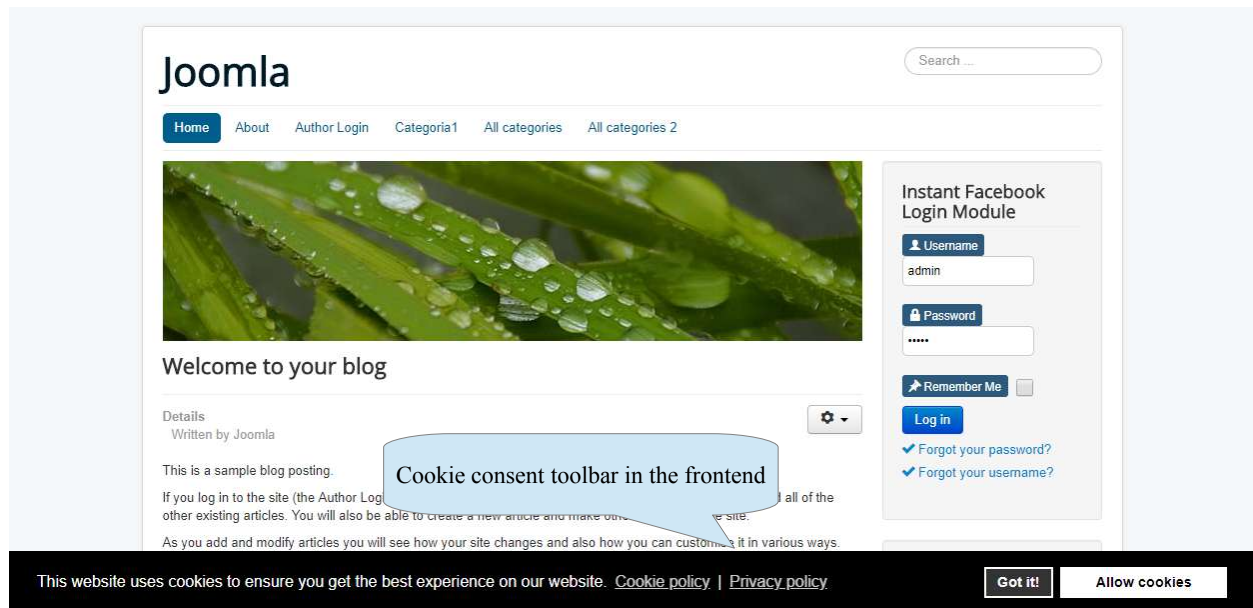 Joomla
Search ...
Home About Author Login Categoria1 All categories All categories 2
Instant Facebook
Login Module
Username
admin
Password
•••••
Remember Me
Log in
Forgot your password?
Forgot your username?
Welcome to your blog
Details
Written by Joomla
This is a sample blog posting.
Cookie consent toolbar in the frontend
If you log in to the site (the Author Log all of the
other existing articles. You will also be able to create a new article and make site.
As you add and modify articles you will see how your site changes and also how you can customise it in various ways.
This website uses cookies to ensure you get the best experience on our website. Cookie policy | Privacy policy
Got it! Allow cookies